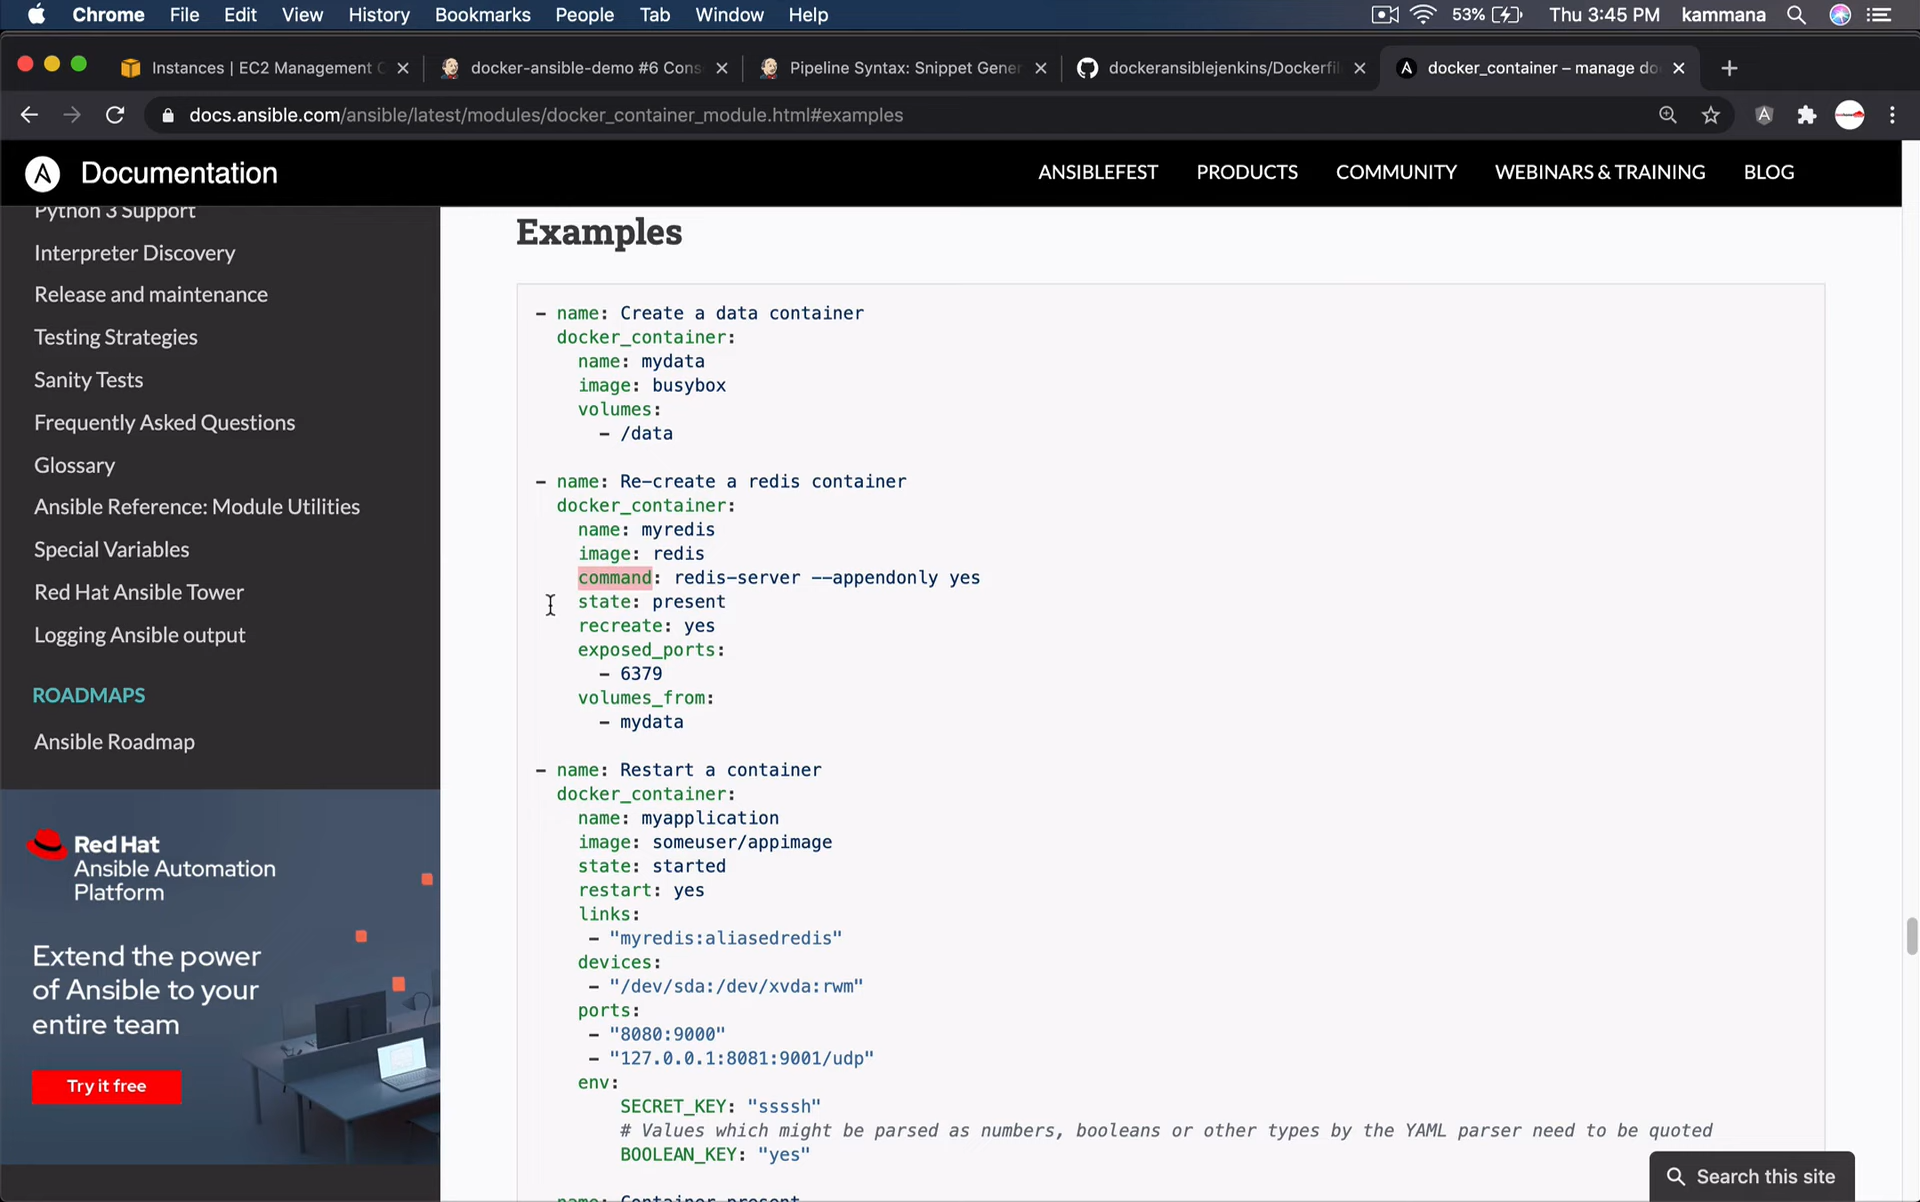 Chrome File Edit View History Bookmarks People Tab Window Help 53% Thu 3:45 PM kammana
Instances | EC2 Management C
docker-ansible-demo #6 Cons
Pipeline Syntax: Snippet Gener
dockeransiblejenkins/Dockerfil
docker_container – manage do
docs.ansible.com/ansible/latest/modules/docker_container_module.html#examples
Documentation
ANSIBLEFEST PRODUCTS COMMUNITY WEBINARS & TRAINING BLOG
Python 3 Support
Interpreter Discovery
Release and maintenance
Testing Strategies
Sanity Tests
Frequently Asked Questions
Glossary
Ansible Reference: Module Utilities
Special Variables
Red Hat Ansible Tower
Logging Ansible output
ROADMAPS
Ansible Roadmap
Red Hat
Ansible Automation
Platform
Extend the power
of Ansible to your
entire team
Try it free
Examples
- name: Create a data container
docker_container:
name: mydata
image: busybox
volumes:
- /data
- name: Re-create a redis container
docker_container:
name: myredis
image: redis
command: redis-server --appendonly yes
state: present
recreate: yes
exposed_ports:
- 6379
volumes_from:
- mydata
- name: Restart a container
docker_container:
name: myapplication
image: someuser/appimage
state: started
restart: yes
links:
- "myredis:aliasedredis"
devices:
- "/dev/sda:/dev/xvda:rwm"
ports:
- "8080:9000"
- "127.0.0.1:8081:9001/udp"
env:
SECRET_KEY: "ssssh"
# Values which might be parsed as numbers, booleans or other types by the YAML parser need to be quoted
BOOLEAN_KEY: "yes"
name: Container present
Search this site